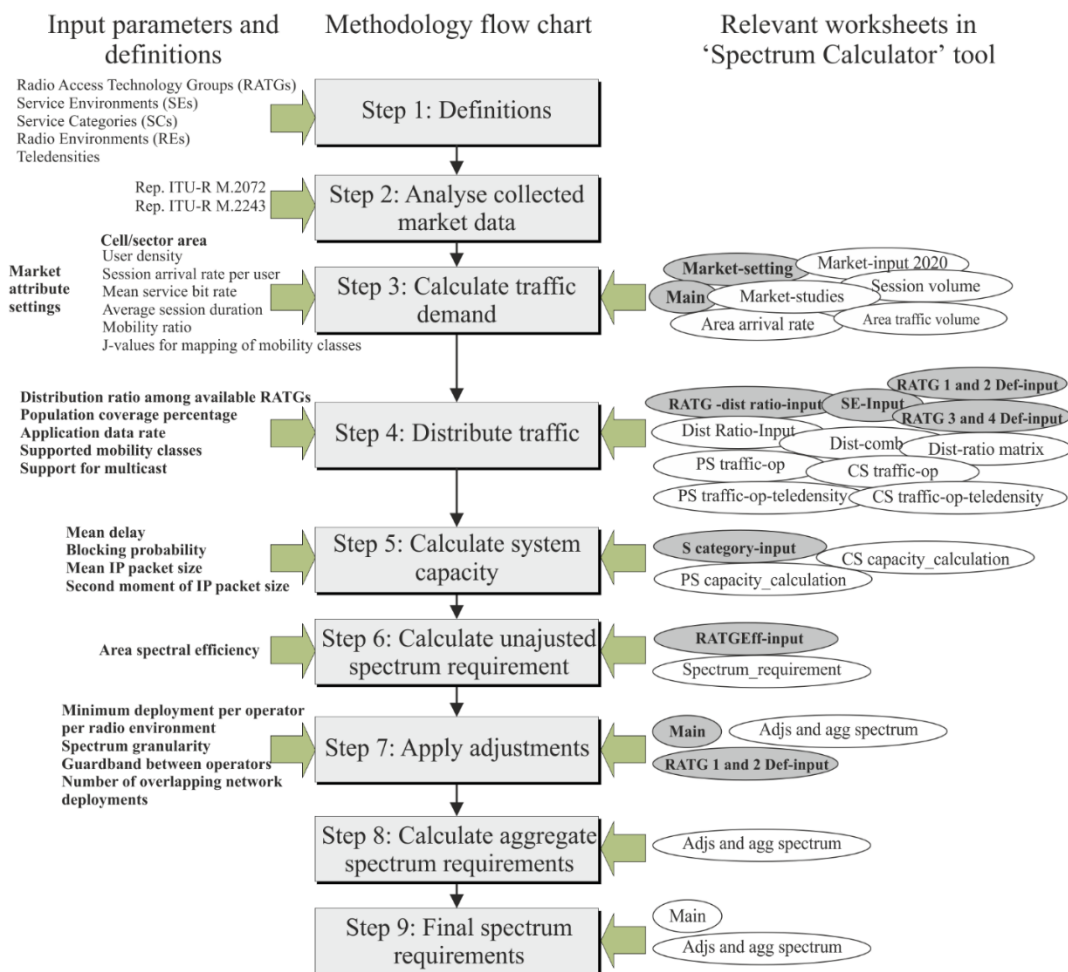 Input parameters and
definitions
Methodology flow chart
Relevant worksheets in
‘Spectrum Calculator’ tool
Radio Access Technology Groups (RATGs)
Service Environments (SEs)
Service Categories (SCs)
Radio Environments (REs)
Teledensities
Step 1: Definitions
Rep. ITU-R M.2072
Rep. ITU-R M.2243
Step 2: Analyse collected
market data
Market
attribute
settings
Cell/sector area
User density
Session arrival rate per user
Mean service bit rate
Average session duration
Mobility ratio
J-values for mapping of mobility classes
Step 3: Calculate traffic
demand
Market-setting
Market-input 2020
Session volume
Main
Market-studies
Area arrival rate
Area traffic volume
Distribution ratio among available RATGs
Population coverage percentage
Application data rate
Supported mobility classes
Support for multicast
Step 4: Distribute traffic
RATG 1 and 2 Def-input
RATG -dist ratio-input
SE-Input
RATG 3 and 4 Def-input
Dist Ratio-Input
Dist-comb
Dist-ratio matrix
PS traffic-op
CS traffic-op
PS traffic-op-teledensity
CS traffic-op-teledensity
Mean delay
Blocking probability
Mean IP packet size
Second moment of IP packet size
Step 5: Calculate system
capacity
S category-input
CS capacity_calculation
PS capacity_calculation
Area spectral efficiency
Step 6: Calculate unajusted
spectrum requirement
RATGEff-input
Spectrum_requirement
Minimum deployment per operator
per radio environment
Spectrum granularity
Guardband between operators
Number of overlapping network
deployments
Step 7: Apply adjustments
Main
Adjs and agg spectrum
RATG 1 and 2 Def-input
Step 8: Calculate aggregate
spectrum requirements
Adjs and agg spectrum
Step 9: Final spectrum
requirements
Main
Adjs and agg spectrum